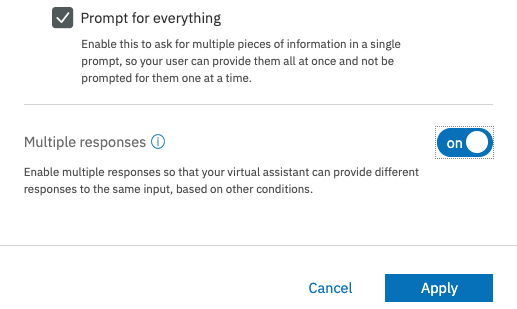 Prompt for everything
Enable this to ask for multiple pieces of information in a single
prompt, so your user can provide them all at once and not be
prompted for them one at a time.
Multiple responses
on
Enable multiple responses so that your virtual assistant can provide different
responses to the same input, based on other conditions.
Cancel
Apply